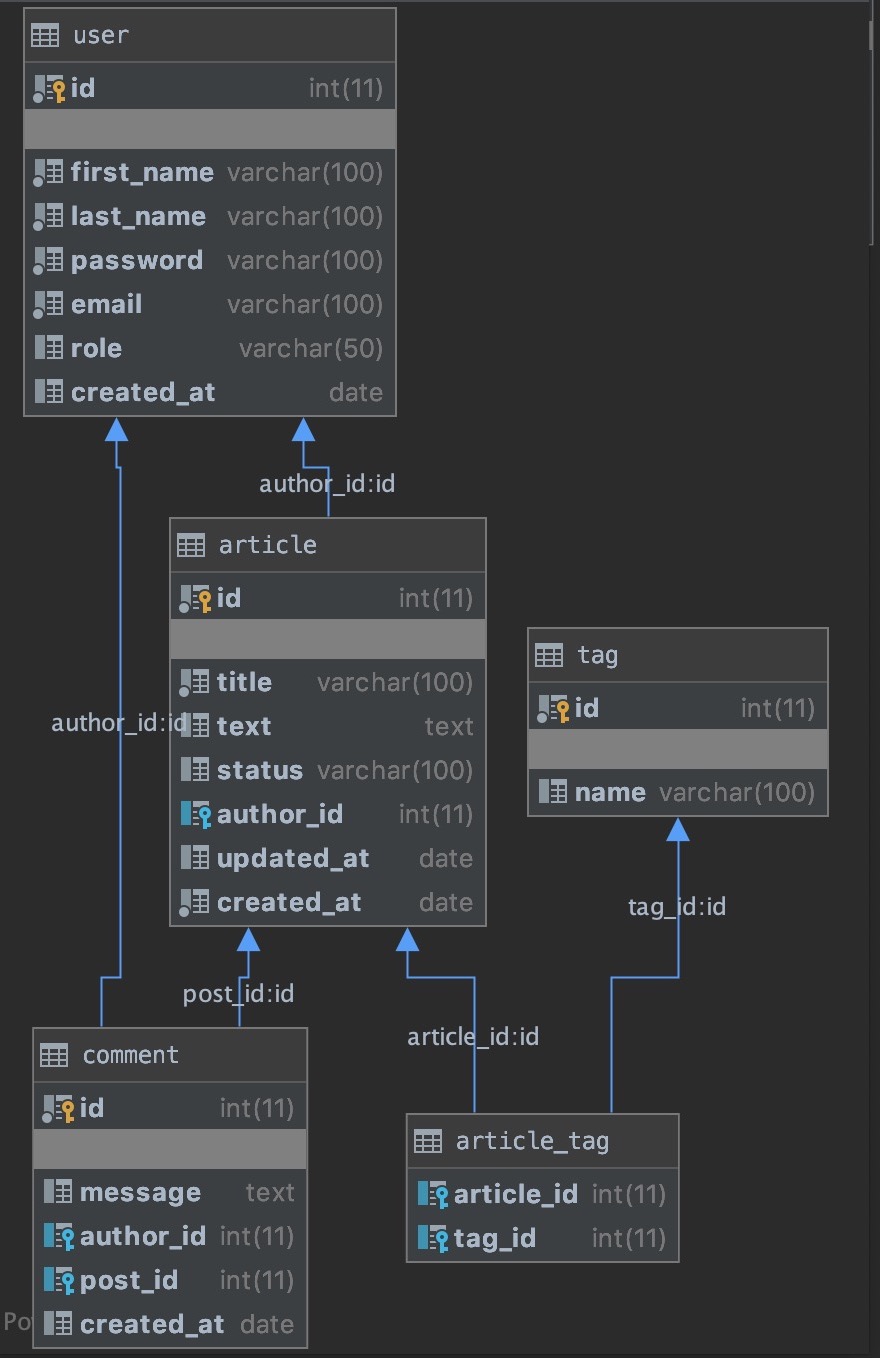 user
id int(11)
first_name varchar(100)
last_name varchar(100)
password varchar(100)
email varchar(100)
role varchar(50)
created_at date
author_id:id
article
id int(11)
title varchar(100)
text text
status varchar(100)
author_id int(11)
updated_at date
created_at date
tag
id int(11)
name varchar(100)
author_id:id
tag_id:id
post_id:id
article_id:id
comment
id int(11)
message text
author_id int(11)
post_id int(11)
created_at date
article_tag
article_id int(11)
tag_id int(11)